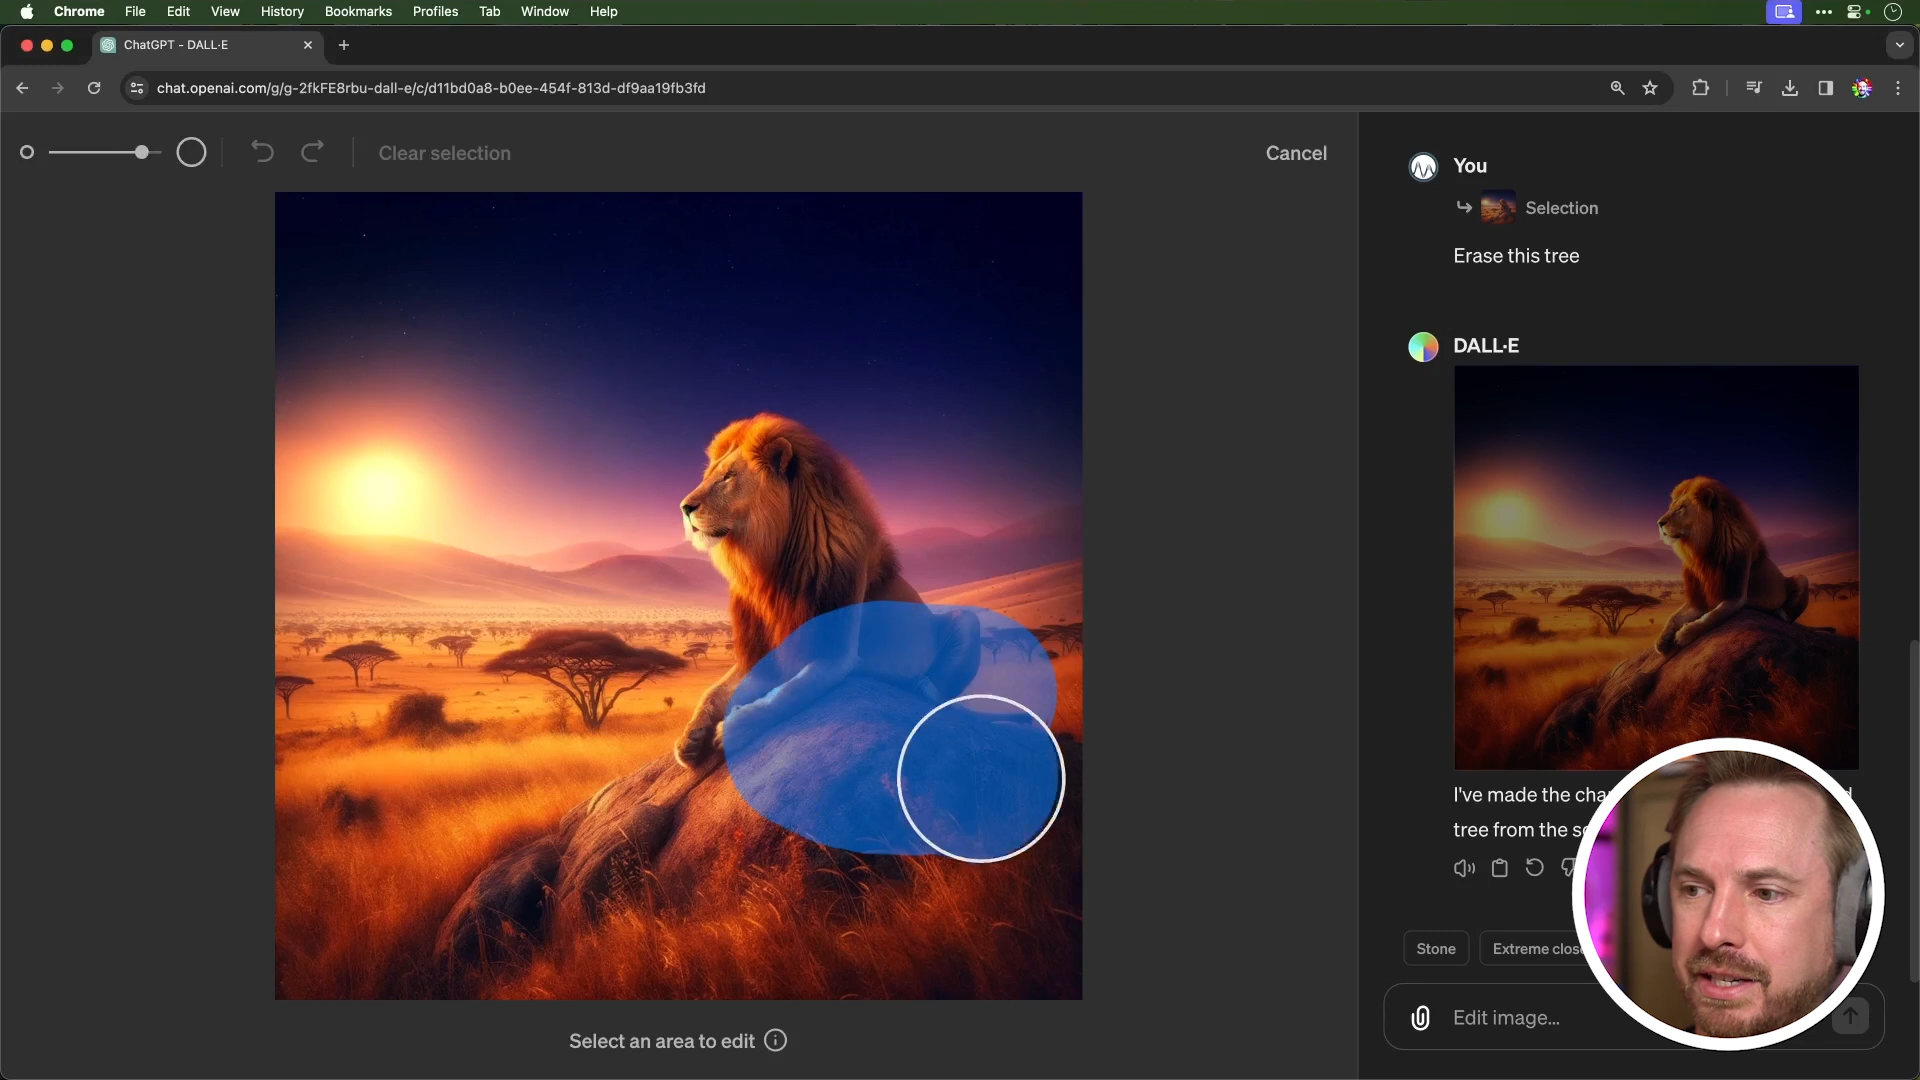 Chrome File Edit View History Bookmarks Profiles Tab Window Help
ChatGPT - DALL·E
chat.openai.com/g/g-2fkFE8rbu-dall-e/c/d11bd0a8-b0ee-454f-813d-df9aa19fb3fd
Clear selection
Cancel
Select an area to edit
You
Selection
Erase this tree
DALL·E
I've made the
tree from the
Stone
Extreme
Edit image...